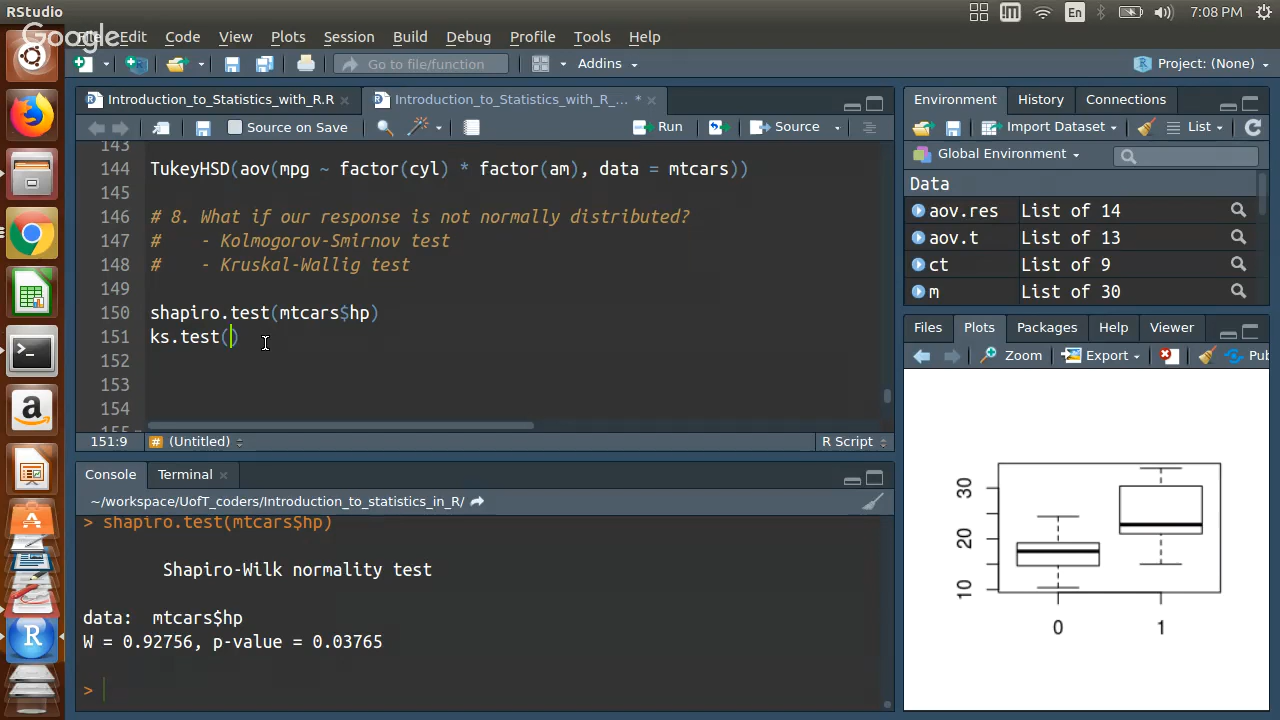 RStudio
En
7:08 PM
Google
Edit Code View Plots Session Build Debug Profile Tools Help
Go to file/function
Addins
Project: (None)
Introduction_to_Statistics_with_R.R
Introduction_to_Statistics_with_R_... *
Source on Save
Run
Source
143
144 TukeyHSD(aov(mpg ~ factor(cyl) * factor(am), data = mtcars))
145
146 # 8. What if our response is not normally distributed?
147 #    - Kolmogorov-Smirnov test
148 #    - Kruskal-Wallig test
149
150 shapiro.test(mtcars$hp)
151 ks.test()
152
153
154
155
151:9
# (Untitled)
R Script
Console Terminal
~/workspace/UofT_coders/Introduction_to_statistics_in_R/
> shapiro.test(mtcars$hp)
Shapiro-Wilk normality test
data:  mtcars$hp
W = 0.92756, p-value = 0.03765
>
Environment History Connections
Import Dataset
List
Global Environment
Data
aov.res List of 14
aov.t List of 13
ct List of 9
m List of 30
Files Plots Packages Help Viewer
Zoom
Export
Pu
30
20
10
0 1